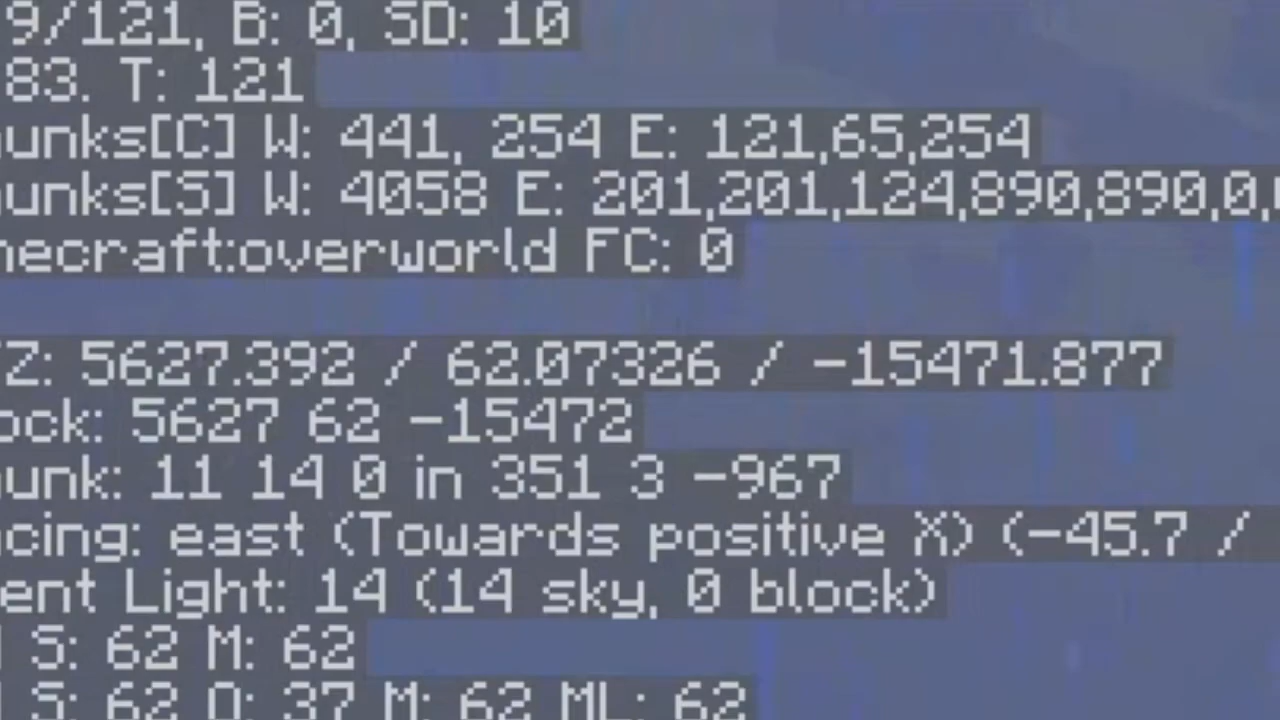 9/121, B: 0, SD: 10
83. T: 121
unks[C] W: 441, 254 E: 121,65,254
unks[S] W: 4058 E: 201,201,124,890,890,0,
necraft:overworld FC: 0
Z: 5627.392 / 62.07326 / -15471.877
ock: 5627 62 -15472
unk: 11 14 0 in 351 3 -967
cing: east (Towards positive X) (-45.7 /
ent Light: 14 (14 sky, 0 block)
S: 62 M: 62
S: 62 O: 37 M: 62 ML: 62